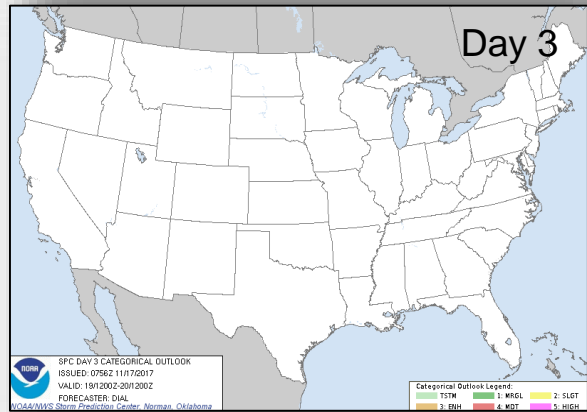 Day 3
NOAA
SPC DAY 3 CATEGORICAL OUTLOOK
ISSUED: 0756Z 11/17/2017
VALID: 19/1200Z-20/1200Z
FORECASTER: DIAL
NOAA/NWS Storm Prediction Center, Norman, Oklahoma
Categorical Outlook Legend:
TSTM 1: MRGL 2: SLGT
3: ENH 4: MDT 5: HIGH